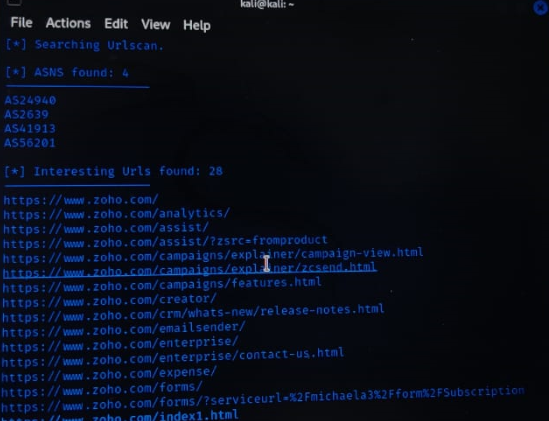 kali@kali: ~
File Actions Edit View Help
[*] Searching Urlscan.
[*] ASNS found: 4
AS24940
AS2639
AS41913
AS56201
[*] Interesting Urls found: 28
https://www.zoho.com/
https://www.zoho.com/analytics/
https://www.zoho.com/assist/
https://www.zoho.com/assist/?zsrc=fromproduct
https://www.zoho.com/campaigns/explainer/campaign-view.html
https://www.zoho.com/campaigns/explainer/zcsend.html
https://www.zoho.com/campaigns/features.html
https://www.zoho.com/creator/
https://www.zoho.com/crm/whats-new/release-notes.html
https://www.zoho.com/emailsender/
https://www.zoho.com/enterprise/
https://www.zoho.com/enterprise/contact-us.html
https://www.zoho.com/expense/
https://www.zoho.com/forms/
https://www.zoho.com/forms/?serviceurl=%2Fmichaela3%2Fform%2FSubscription
https://www.zoho.com/index1.html